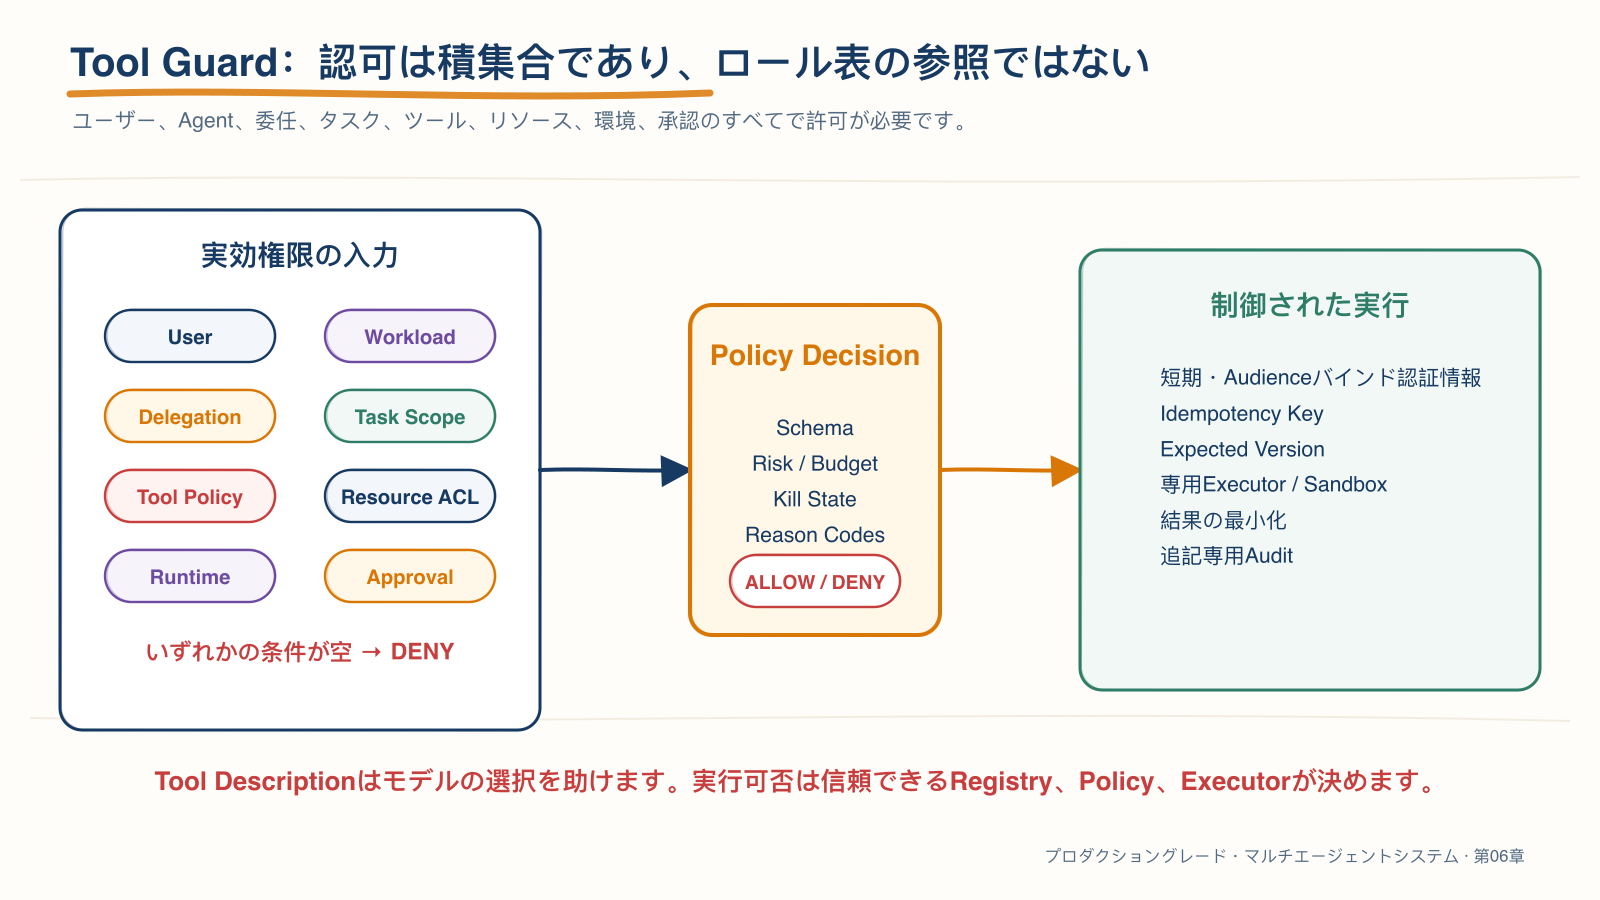 Tool Guard：認可は積集合であり、ロール表の参照ではない
ユーザー、Agent、委任、タスク、ツール、リソース、環境、承認のすべてで許可が必要です。
実効権限の入力
User
Workload
Delegation
Task Scope
Tool Policy
Resource ACL
Runtime
Approval
いずれかの条件が空 → DENY
Policy Decision
Schema
Risk / Budget
Kill State
Reason Codes
ALLOW / DENY
制御された実行
短期・Audienceバインド認証情報
Idempotency Key
Expected Version
専用Executor / Sandbox
結果の最小化
追記専用Audit
Tool Descriptionはモデルの選択を助けます。実行可否は信頼できるRegistry、Policy、Executorが決めます。
プロダクショングレード・マルチエージェントシステム・第06章